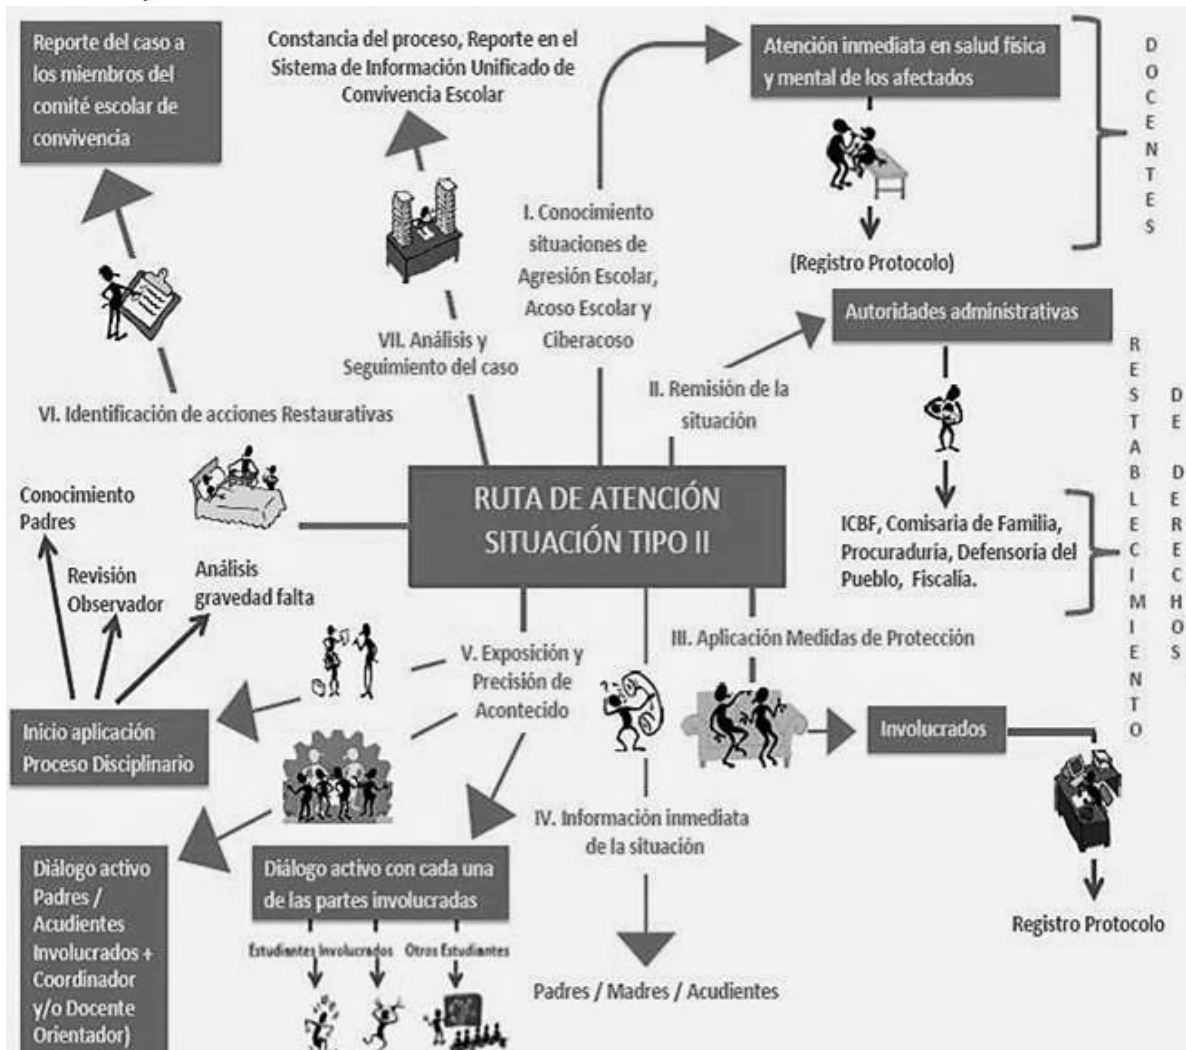 Reporte del caso a
los miembros del
comité escolar de
convivencia
Constancia del proceso, Reporte en el
Sistema de Información Unificado de
Convivencia Escolar
Atención inmediata en salud física
y mental de los afectados
DOCENTES
(Registro Protocolo)
I. Conocimiento
situaciones de
Agresión Escolar,
Acoso Escolar y
Ciberacoso
VII. Análisis y
Seguimiento del caso
II. Remisión de la
situación
Autoridades administrativas
ICBF, Comisaria de Familia,
Procuraduría, Defensoría del
Pueblo, Fiscalía.
RESTABLECIMIENTO
DE DERECHOS
VI. Identificación de acciones Restaurativas
RUTA DE ATENCIÓN
SITUACIÓN TIPO II
Conocimiento
Padres
Revisión
Observador
Análisis
gravedad falta
V. Exposición y
Precisión de
Acontecido
III. Aplicación Medidas de Protección
Involucrados
Registro Protocolo
Inicio aplicación
Proceso Disciplinario
IV. Información inmediata
de la situación
Padres / Madres / Acudientes
Diálogo activo
Padres /
Acudientes
Involucrados +
Coordinador
y/o Docente
Orientador)
Diálogo activo con cada una
de las partes involucradas
Estudiantes Involucrados
Otros Estudiantes